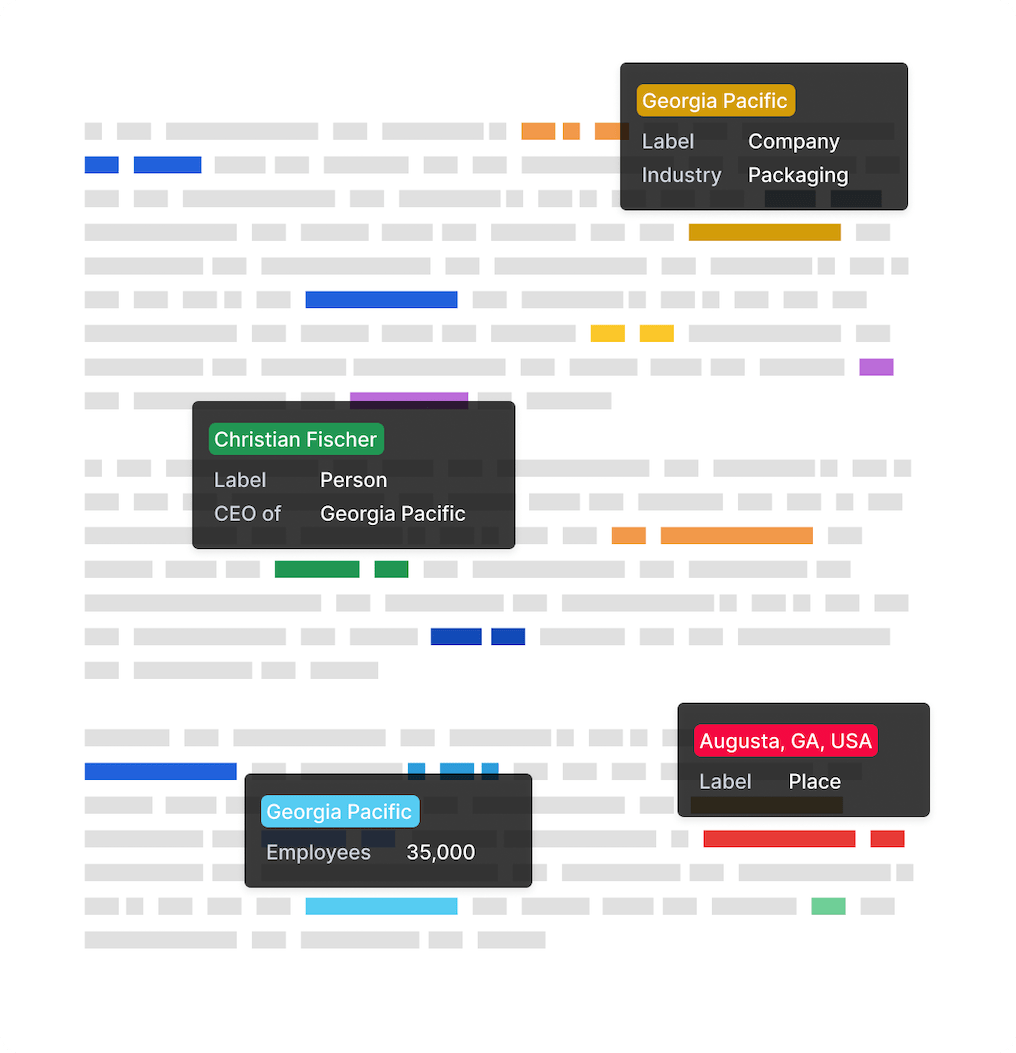 Georgia Pacific
Label Company
Industry Packaging
Christian Fischer
Label Person
CEO of Georgia Pacific
Augusta, GA, USA
Label Place
Georgia Pacific
Employees 35,000